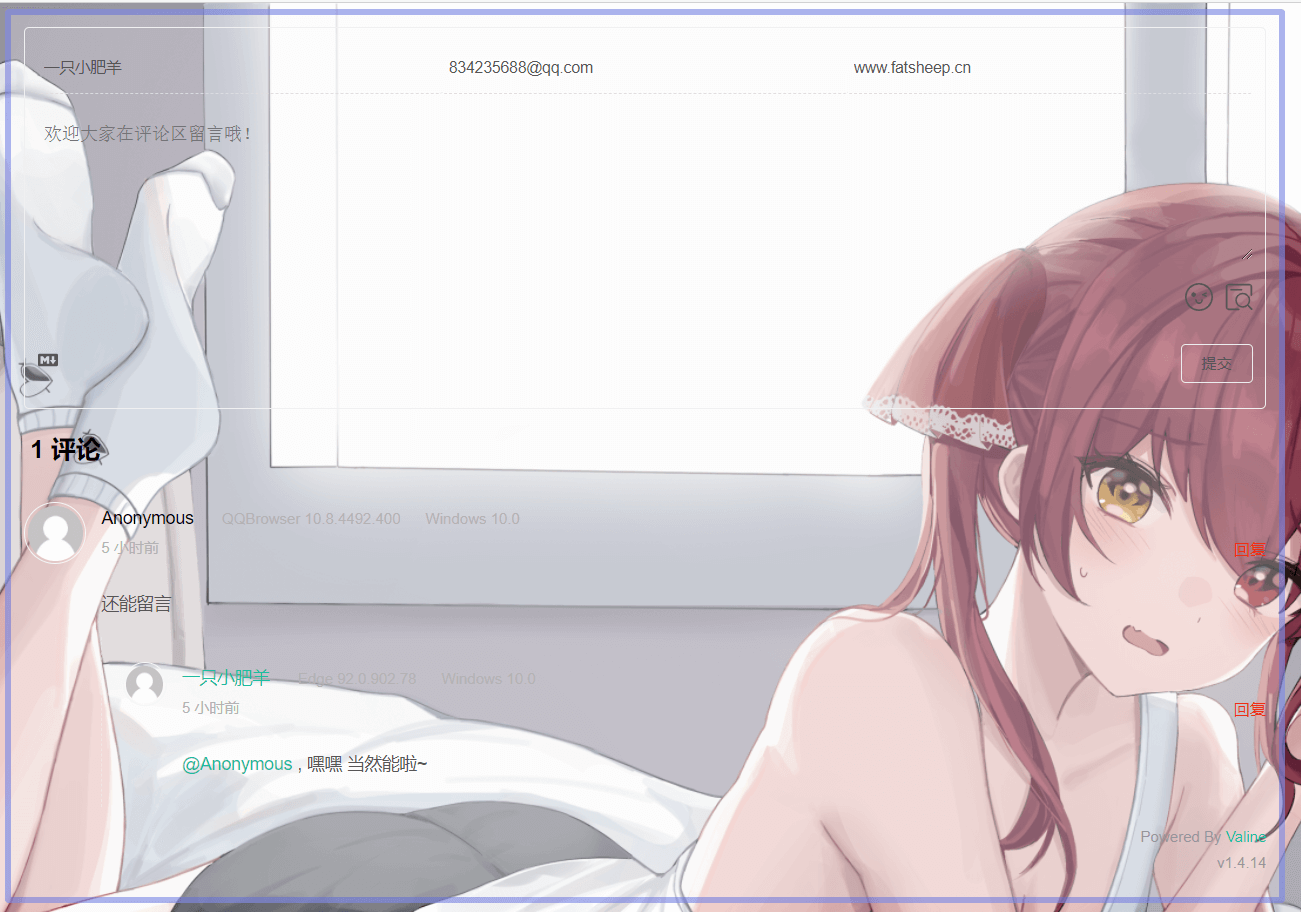 一只小肥羊 834235688@qq.com www.fatsheep.cn
欢迎大家在评论区留言哦！
M↓
提交
1 评论
Anonymous QQBrowser 10.8.4492.400 Windows 10.0
5 小时前 回复
还能留言
一只小肥羊 Edge 92.0.902.78 Windows 10.0
5 小时前 回复
@Anonymous , 嘿嘿 当然能啦~
Powered By Valine
v1.4.14